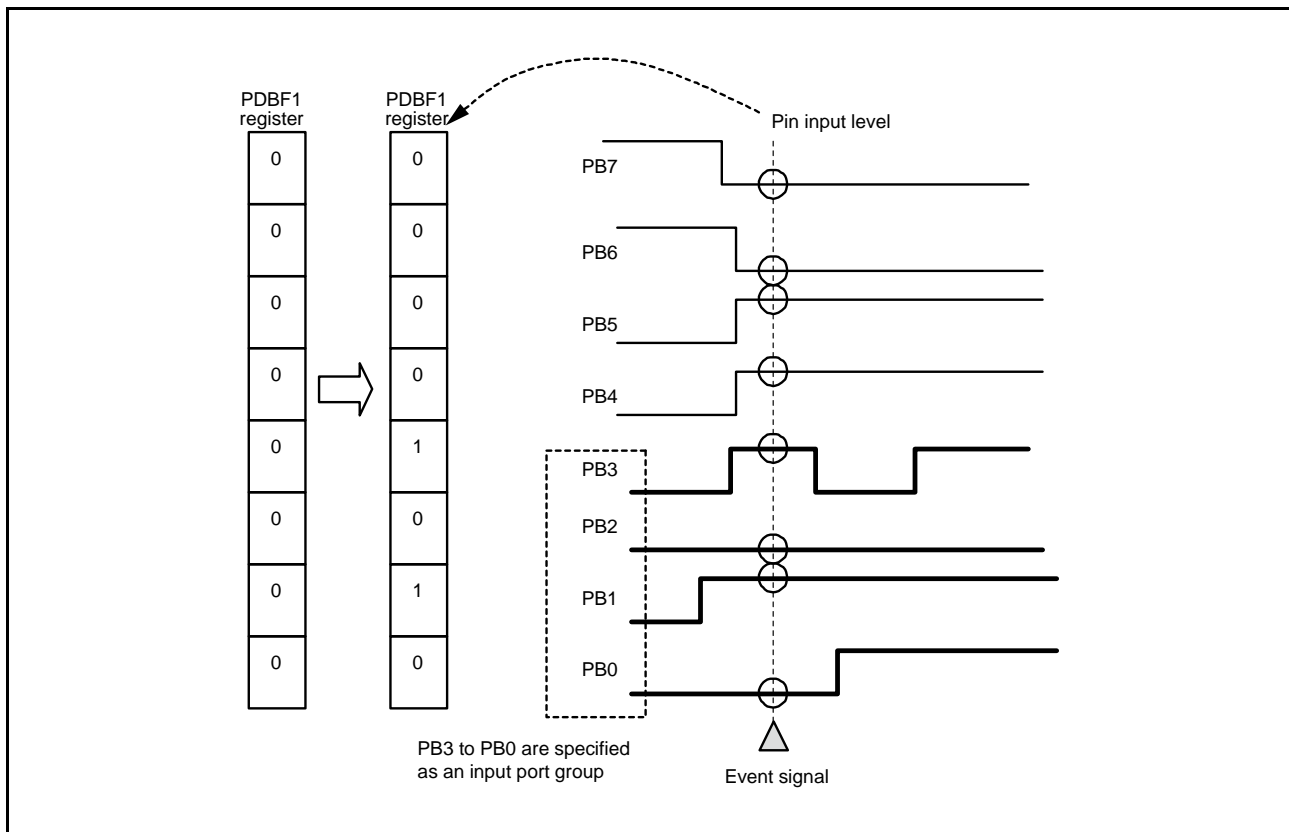 PDBF1
register
PDBF1
register
Pin input level
0
0
PB7
0
0
PB6
0
0
PB5
0
0
PB4
0
1
PB3
0
0
PB2
0
1
PB1
0
0
PB0
PB3 to PB0 are specified
as an input port group
Event signal